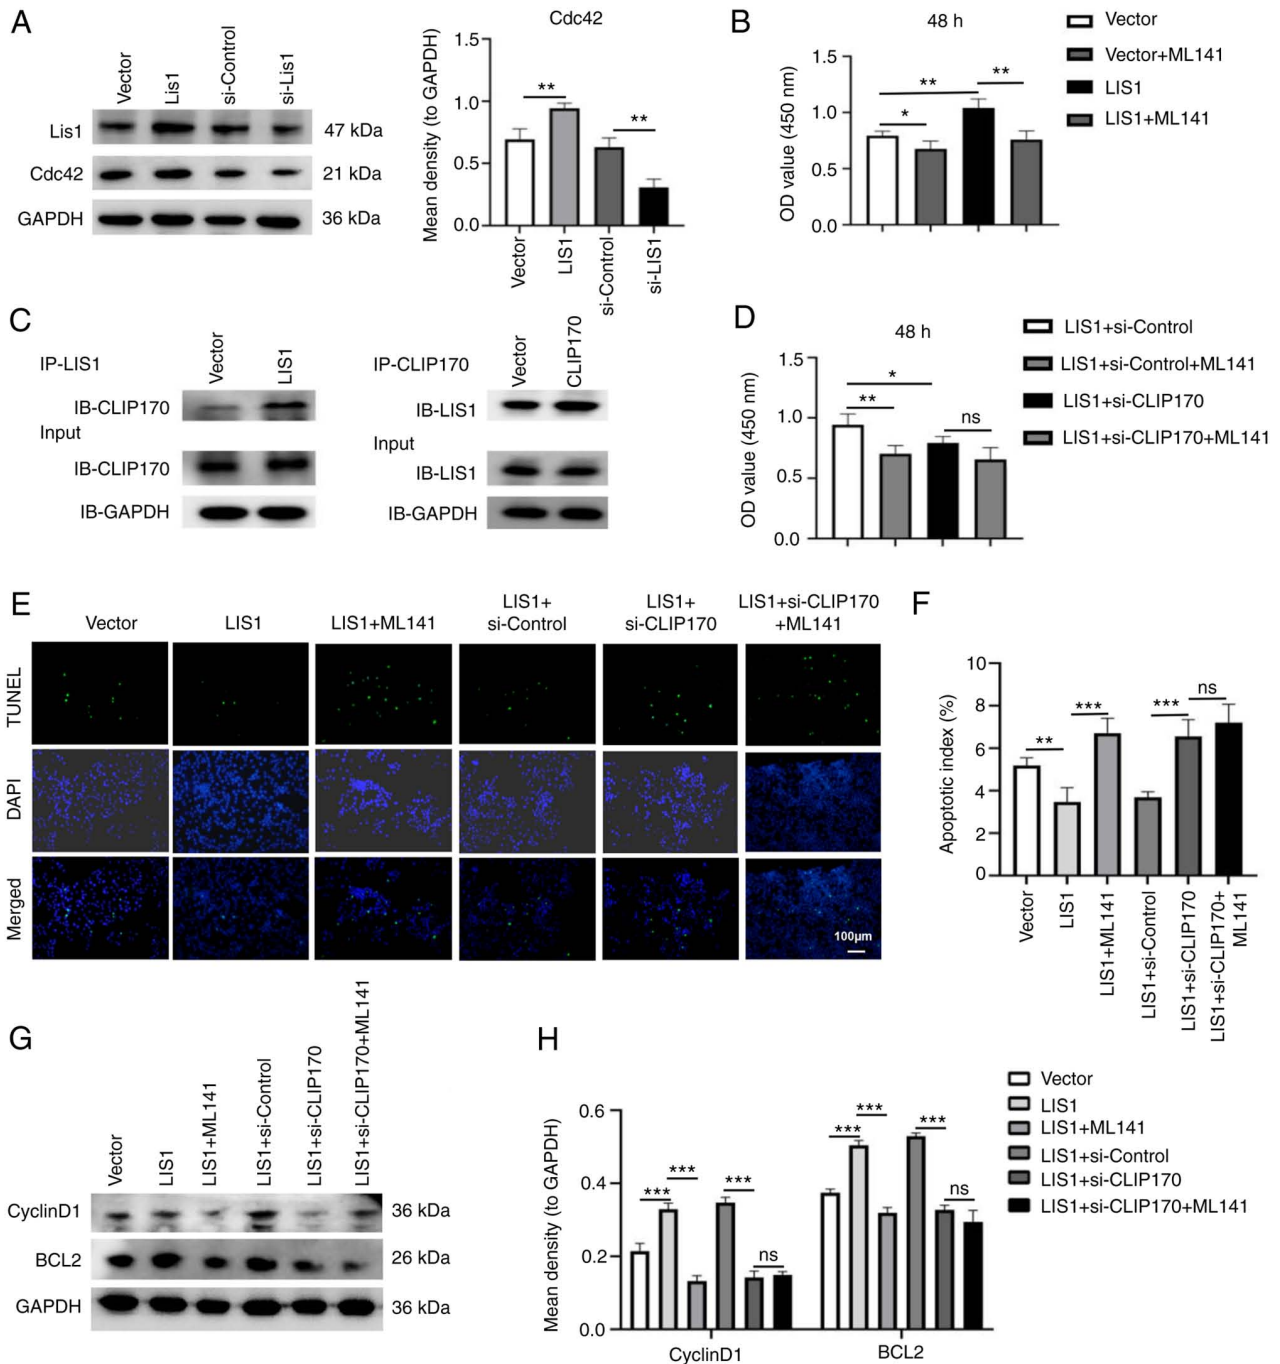 A
Vector
Lis1
si-Control
si-Lis1
Lis1
47 kDa
Cdc42
21 kDa
GAPDH
36 kDa
Cdc42
Mean density (to GAPDH)
1.5
1.0
0.5
0.0
**
**
Vector
LIS1
si-Control
si-LIS1
B
48 h
OD value (450 nm)
1.5
1.0
0.5
0.0
**
**
*
Vector
Vector+ML141
LIS1
LIS1+ML141
C
IP-LIS1
Vector
LIS1
IB-CLIP170
Input
IB-CLIP170
IB-GAPDH
IP-CLIP170
Vector
CLIP170
IB-LIS1
Input
IB-LIS1
IB-GAPDH
D
48 h
OD value (450 nm)
1.5
1.0
0.5
0.0
*
**
ns
LIS1+si-Control
LIS1+si-Control+ML141
LIS1+si-CLIP170
LIS1+si-CLIP170+ML141
E
Vector
LIS1
LIS1+ML141
LIS1+
si-Control
LIS1+
si-CLIP170
LIS1+si-CLIP170
+ML141
TUNEL
DAPI
Merged
100µm
F
Apoptotic index (%)
10
8
6
4
2
0
**
***
***
ns
Vector
LIS1
LIS1+ML141
LIS1+si-Control
LIS1+si-CLIP170
LIS1+si-CLIP170+
ML141
G
Vector
LIS1
LIS1+ML141
LIS1+si-Control
LIS1+si-CLIP170
LIS1+si-CLIP170+ML141
CyclinD1
36 kDa
BCL2
26 kDa
GAPDH
36 kDa
H
Mean density (to GAPDH)
0.6
0.4
0.2
0.0
***
***
***
ns
***
***
***
ns
CyclinD1
BCL2
Vector
LIS1
LIS1+ML141
LIS1+si-Control
LIS1+si-CLIP170
LIS1+si-CLIP170+ML141